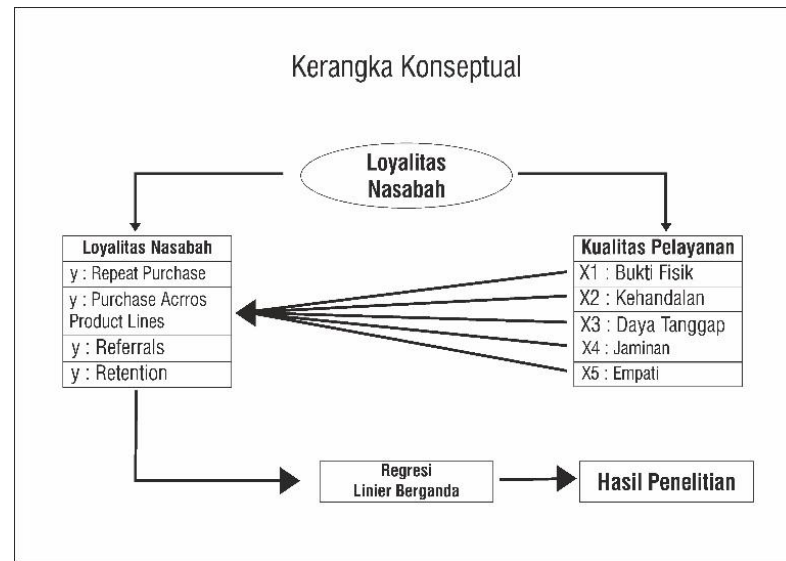 Kerangka Konseptual
Loyalitas
Nasabah
Loyalitas Nasabah
y : Repeat Purchase
y : Purchase Acrros
Product Lines
y : Referrals
y : Retention
Kualitas Pelayanan
X1 : Bukti Fisik
X2 : Kehandalan
X3 : Daya Tanggap
X4 : Jaminan
X5 : Empati
Regresi
Linier Berganda
Hasil Penelitian